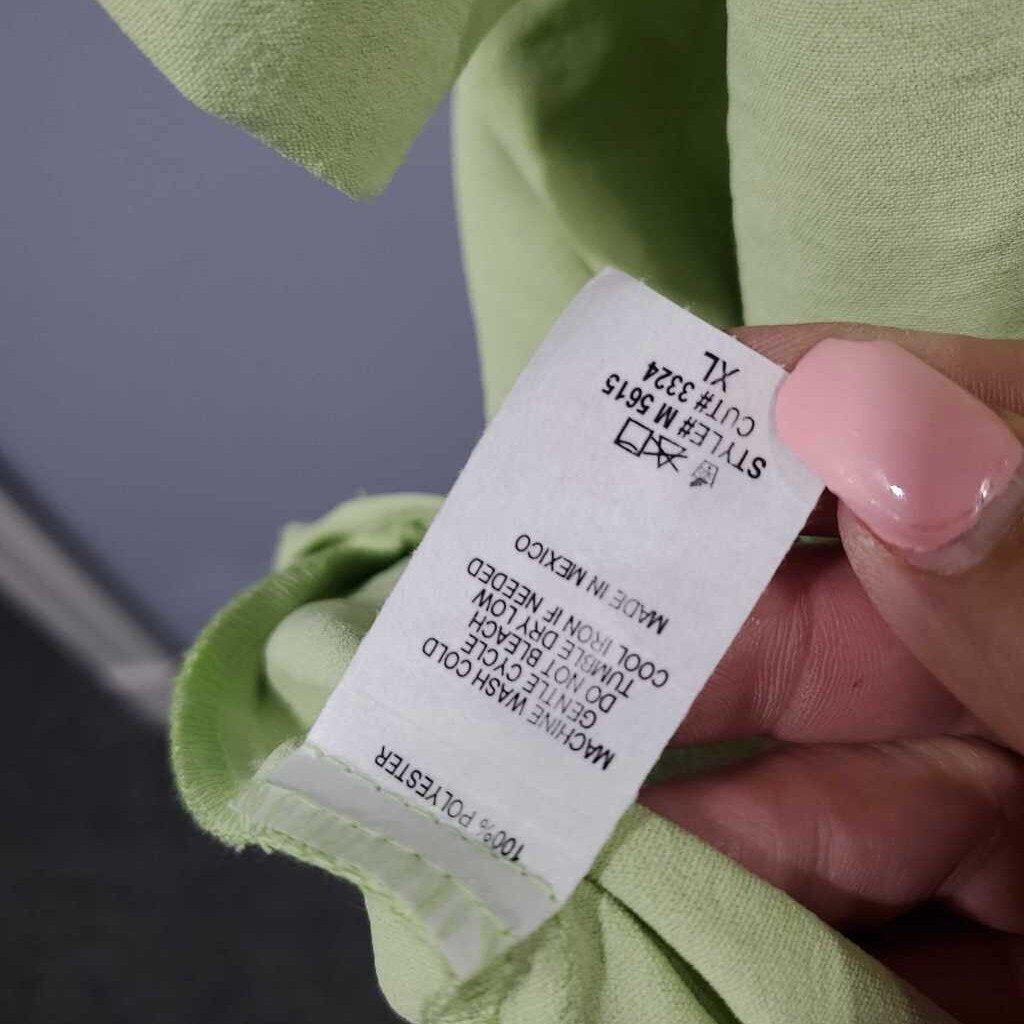 100% POLYESTER
MACHINE WASH COLD
GENTLE CYCLE
DO NOT BLEACH
TUMBLE DRY LOW
COOL IRON IF NEEDED
MADE IN MEXICO
STYLE# M 5615
CUT# 3324
XL